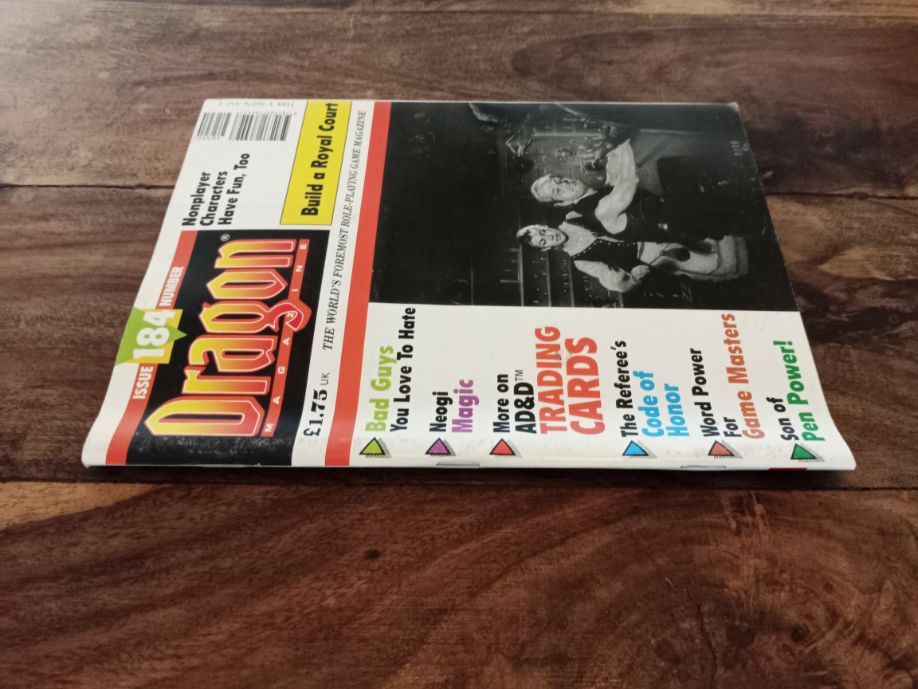 ISSUE 184 NUMBER
Dragon®
MAGAZINE
Nonplayer
Characters
Have Fun, Too
Build a Royal Court
£1.75 UK
THE WORLD'S FOREMOST ROLE-PLAYING GAME MAGAZINE
Bad Guys
You Love To Hate
Neogi
Magic
More on
AD&D™
TRADING
CARDS
The Referee's
Code of
Honor
Word Power
For
Game Masters
Son of
Pen Power!